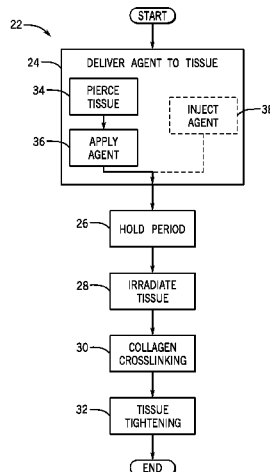 START
22
24
DELIVER AGENT TO TISSUE
34
PIERCE
TISSUE
INJECT
AGENT
38
36
APPLY
AGENT
26
HOLD PERIOD
28
IRRADIATE
TISSUE
30
COLLAGEN
CROSSLINKING
32
TISSUE
TIGHTENING
END